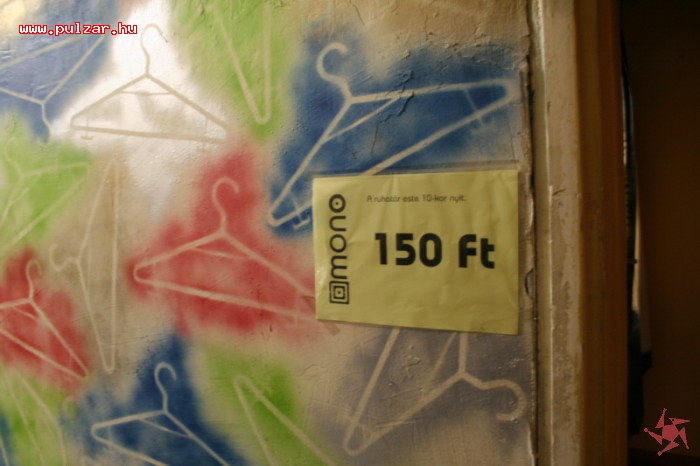 www.pulzar.hu
A ruhatár este 10-kor nyit.
mono
150 Ft